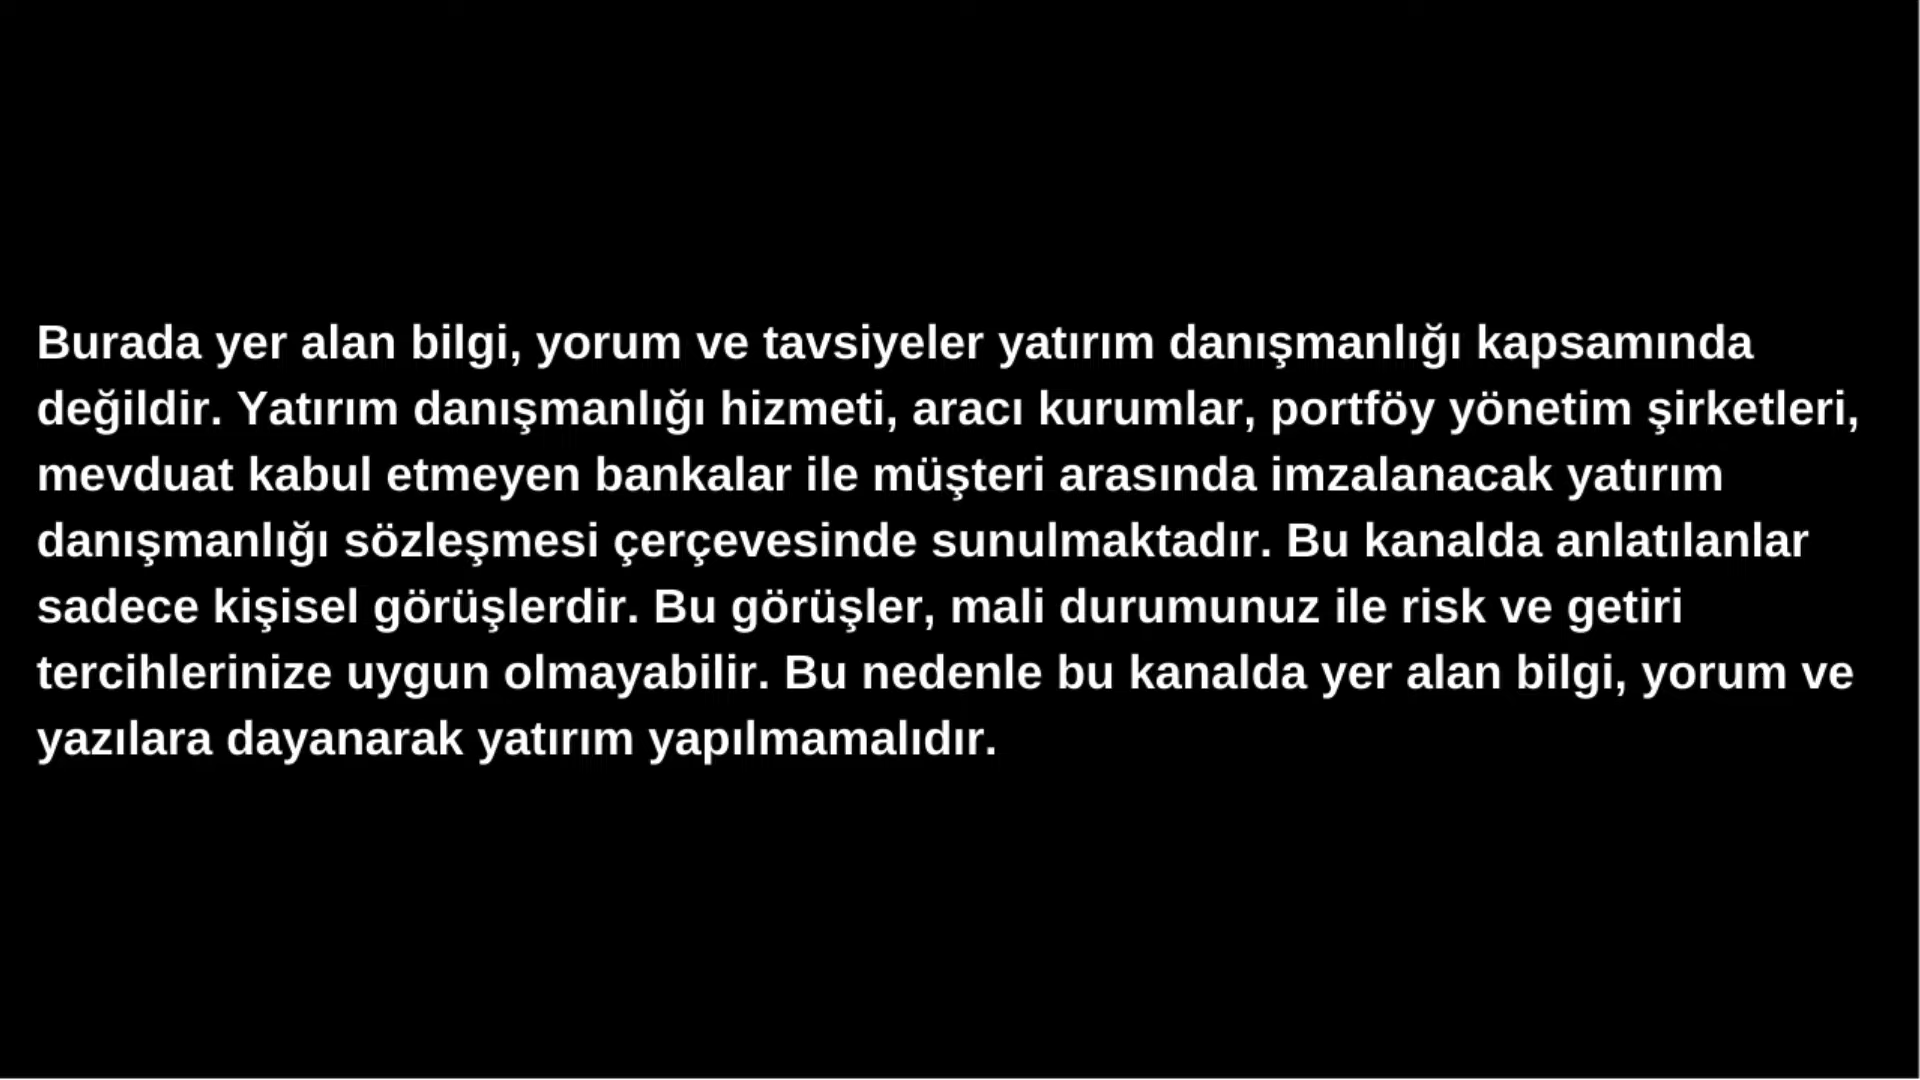 Burada yer alan bilgi, yorum ve tavsiyeler yatırım danışmanlığı kapsamında
değildir. Yatırım danışmanlığı hizmeti, aracı kurumlar, portföy yönetim şirketleri,
mevduat kabul etmeyen bankalar ile müşteri arasında imzalanacak yatırım
danışmanlığı sözleşmesi çerçevesinde sunulmaktadır. Bu kanalda anlatılanlar
sadece kişisel görüşlerdir. Bu görüşler, mali durumunuz ile risk ve getiri
tercihlerinize uygun olmayabilir. Bu nedenle bu kanalda yer alan bilgi, yorum ve
yazılara dayanarak yatırım yapılmamalıdır.